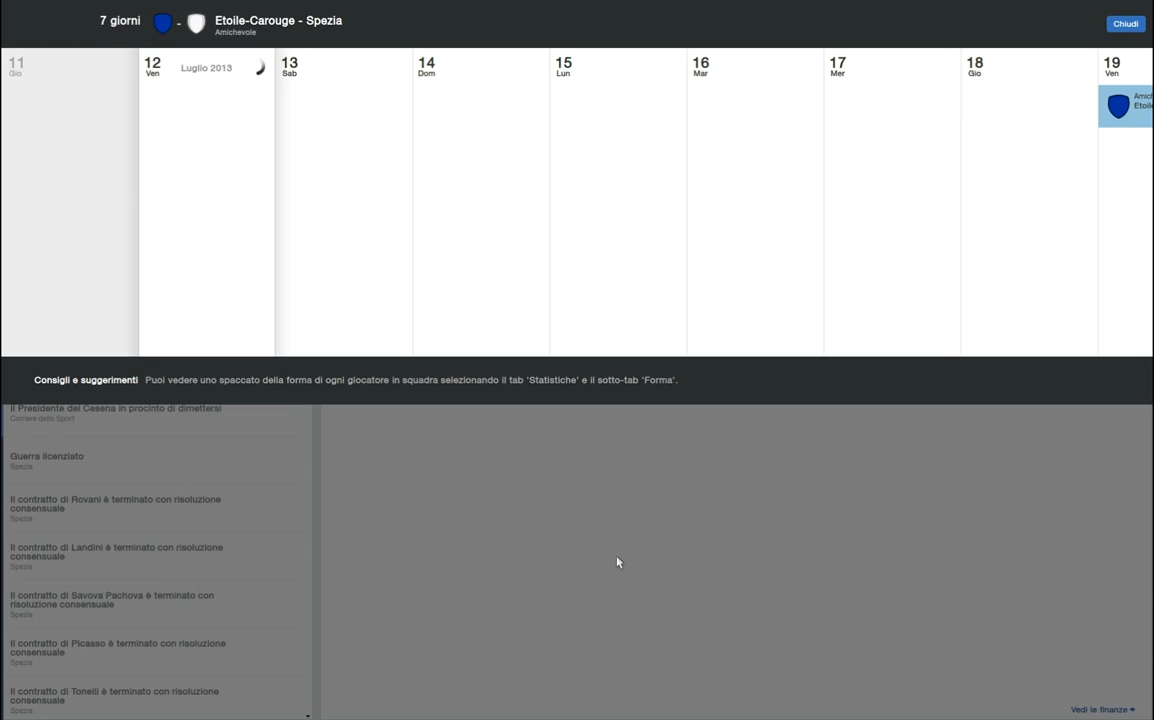 7 giorni
-
Etoile-Carouge - Spezia
Amichevole
Chiudi
11
Gio
12
Ven
Luglio 2013
13
Sab
14
Dom
15
Lun
16
Mar
17
Mer
18
Gio
19
Ven
Amich
Etoile
Consigli e suggerimenti Puoi vedere uno spaccato della forma di ogni giocatore in squadra selezionando il tab 'Statistiche' e il sotto-tab 'Forma'.
Il Presidente del Cesena in procinto di dimettersi
Corriere dello Sport
Guerra licenziato
Spezia
Il contratto di Rovani è terminato con risoluzione
consensuale
Spezia
Il contratto di Landini è terminato con risoluzione
consensuale
Spezia
Il contratto di Savova Pachova è terminato con
risoluzione consensuale
Spezia
Il contratto di Picasso è terminato con risoluzione
consensuale
Spezia
Il contratto di Tonelli è terminato con risoluzione
consensuale
Spezia
Vedi le finanze